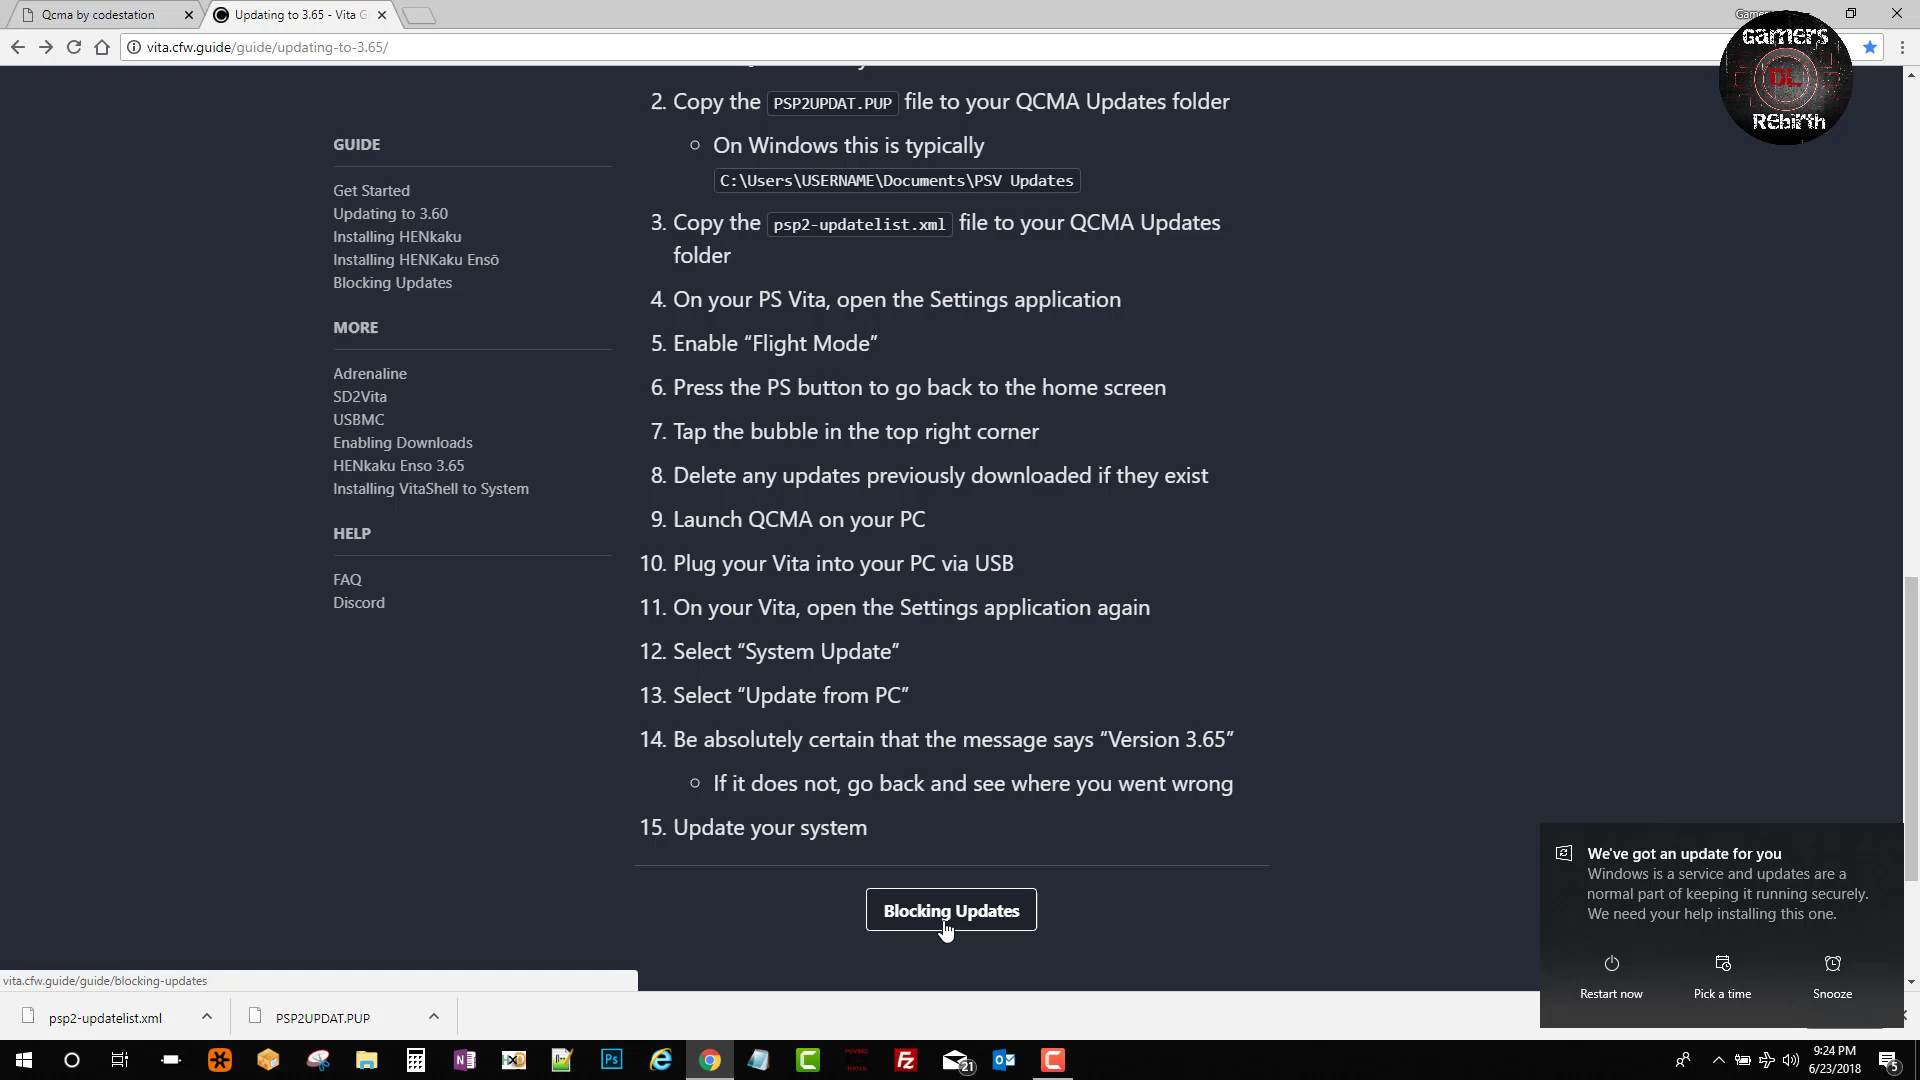 Qcma by codestation
Updating to 3.65 - Vita G
vita.cfw.guide/guide/updating-to-3.65/
GamerS
DL
REbirth
GUIDE
Get Started
Updating to 3.60
Installing HENkaku
Installing HENKaku Ensō
Blocking Updates
MORE
Adrenaline
SD2Vita
USBMC
Enabling Downloads
HENkaku Enso 3.65
Installing VitaShell to System
HELP
FAQ
Discord
2. Copy the PSP2UPDAT.PUP file to your QCMA Updates folder
On Windows this is typically
C:\Users\USERNAME\Documents\PSV Updates
3. Copy the psp2-updatelist.xml file to your QCMA Updates
folder
4. On your PS Vita, open the Settings application
5. Enable “Flight Mode”
6. Press the PS button to go back to the home screen
7. Tap the bubble in the top right corner
8. Delete any updates previously downloaded if they exist
9. Launch QCMA on your PC
10. Plug your Vita into your PC via USB
11. On your Vita, open the Settings application again
12. Select “System Update”
13. Select “Update from PC”
14. Be absolutely certain that the message says “Version 3.65”
If it does not, go back and see where you went wrong
15. Update your system
Blocking Updates
We've got an update for you
Windows is a service and updates are a
normal part of keeping it running securely.
We need your help installing this one.
Restart now
Pick a time
Snooze
vita.cfw.guide/guide/blocking-updates
psp2-updatelist.xml
PSP2UPDAT.PUP
Ps
21
9:24 PM
6/23/2018
5